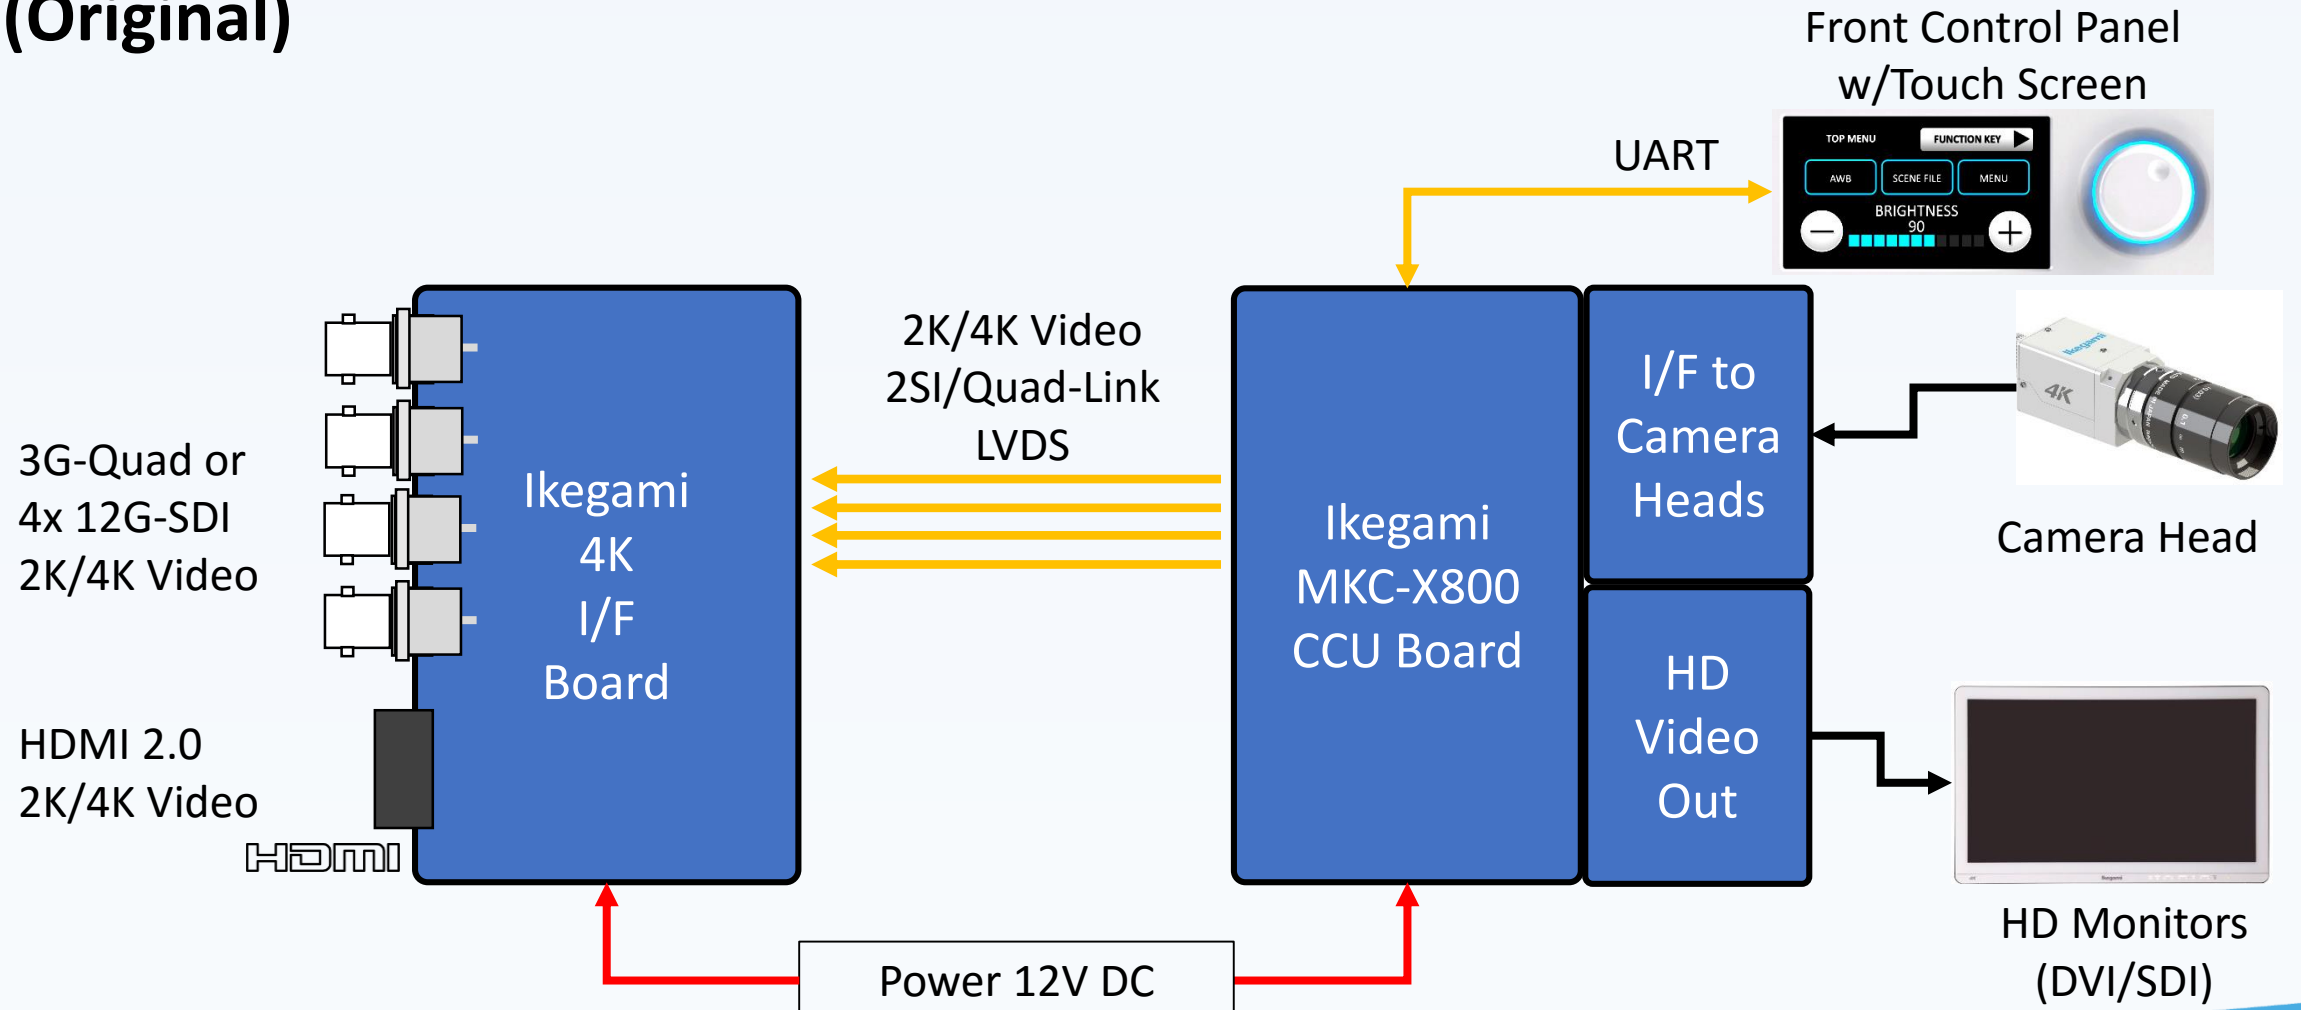 (Original)
Front Control Panel
w/Touch Screen
UART
TOP MENU
FUNCTION KEY
AWB
SCENE FILE
MENU
BRIGHTNESS
90
2K/4K Video
2SI/Quad-Link
LVDS
3G-Quad or
4x 12G-SDI
2K/4K Video
HDMI 2.0
2K/4K Video
HDMI
Ikegami
4K
I/F
Board
Ikegami
MKC-X800
CCU Board
I/F to
Camera
Heads
HD
Video
Out
Ikegami
4K
Camera Head
Ikegami
HD Monitors
(DVI/SDI)
Power 12V DC